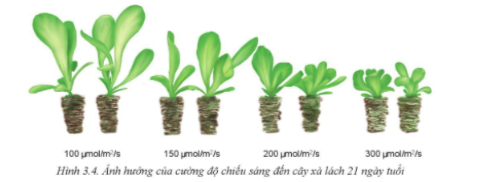 100 µmol/m²/s 150 µmol/m²/s 200 µmol/m²/s 300 µmol/m²/s
Hình 3.4. Ảnh hưởng của cường độ chiếu sáng đến cây xà lách 21 ngày tuổi